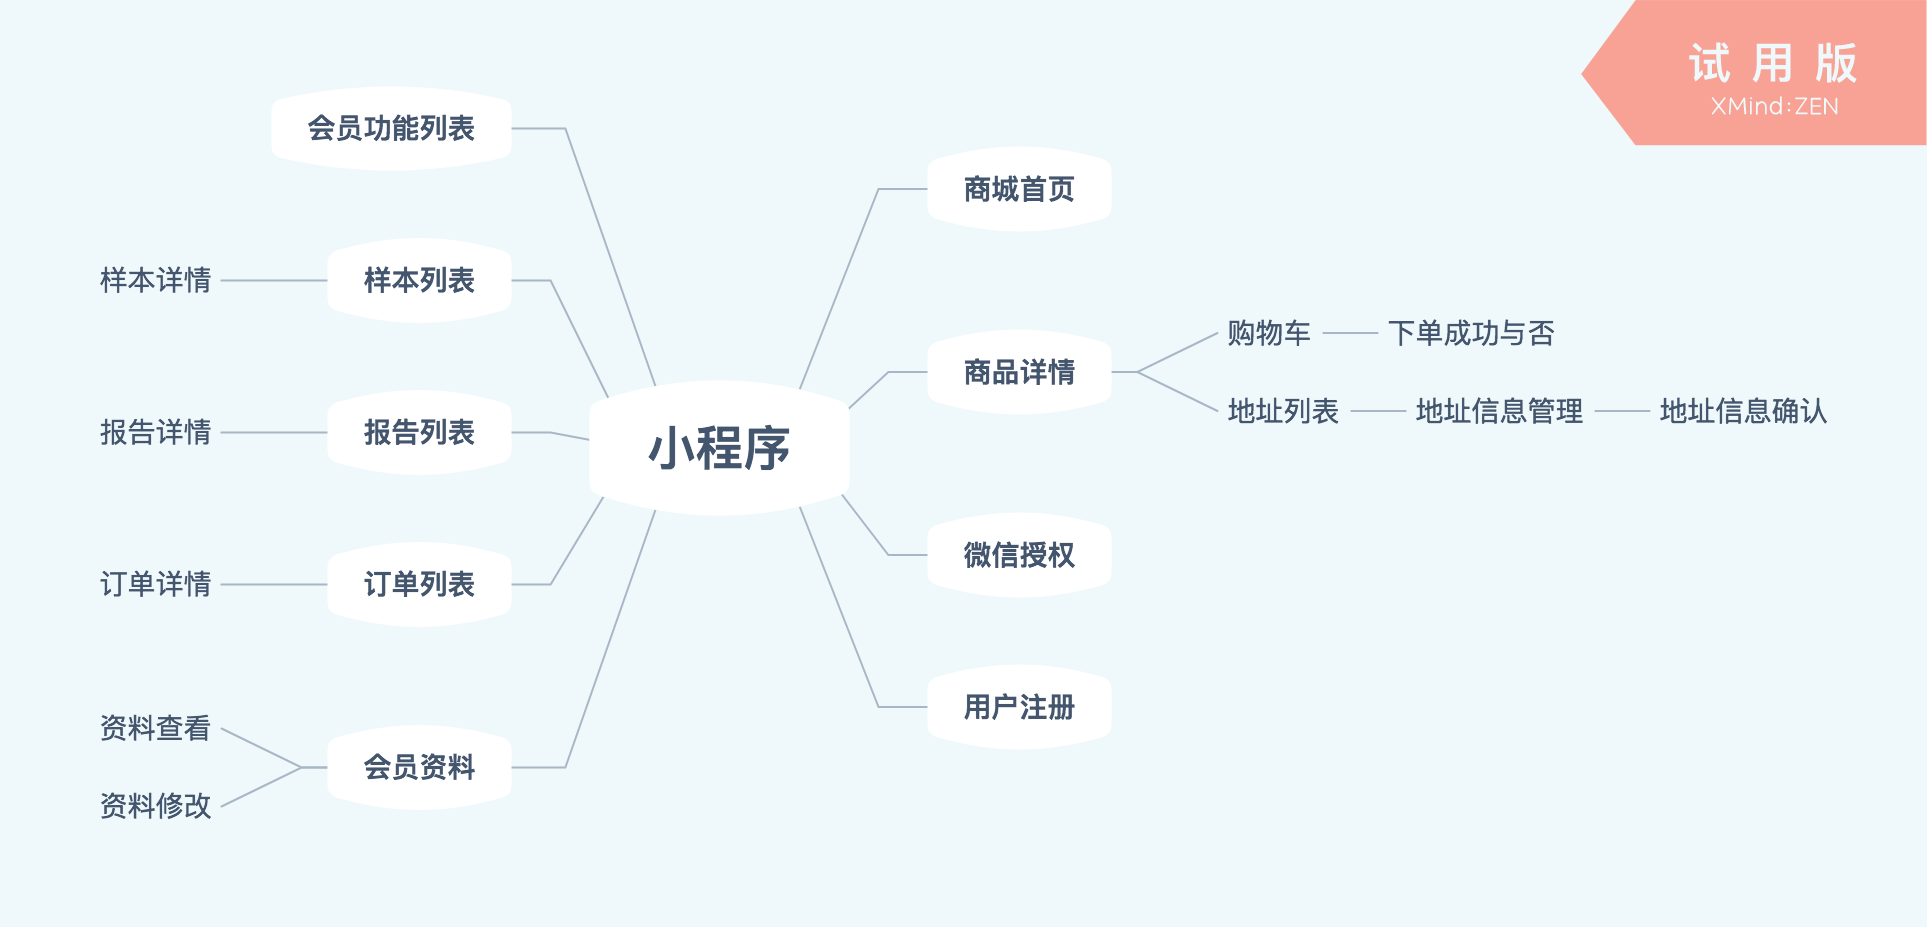 试用版
XMind:ZEN
小程序
商城首页
商品详情
购物车
下单成功与否
地址列表
地址信息管理
地址信息确认
微信授权
用户注册
会员功能列表
样本列表
样本详情
报告列表
报告详情
订单列表
订单详情
会员资料
资料查看
资料修改